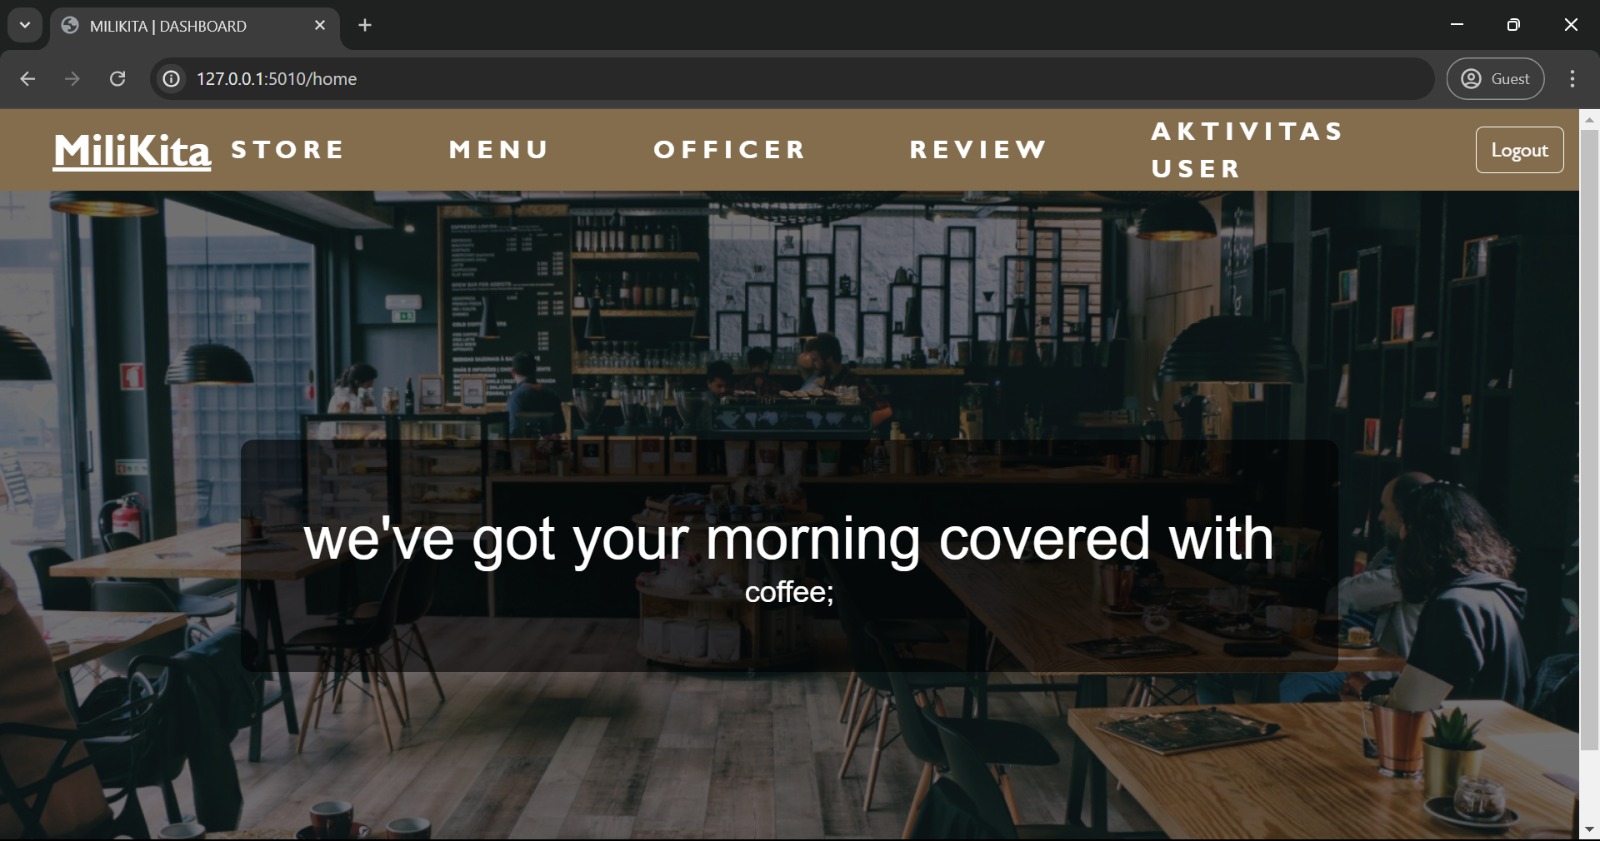 MILIKITA | DASHBOARD
127.0.0.1:5010/home
Guest
MiliKita STORE MENU OFFICER REVIEW AKTIVITAS USER Logout
we've got your morning covered with
coffee;